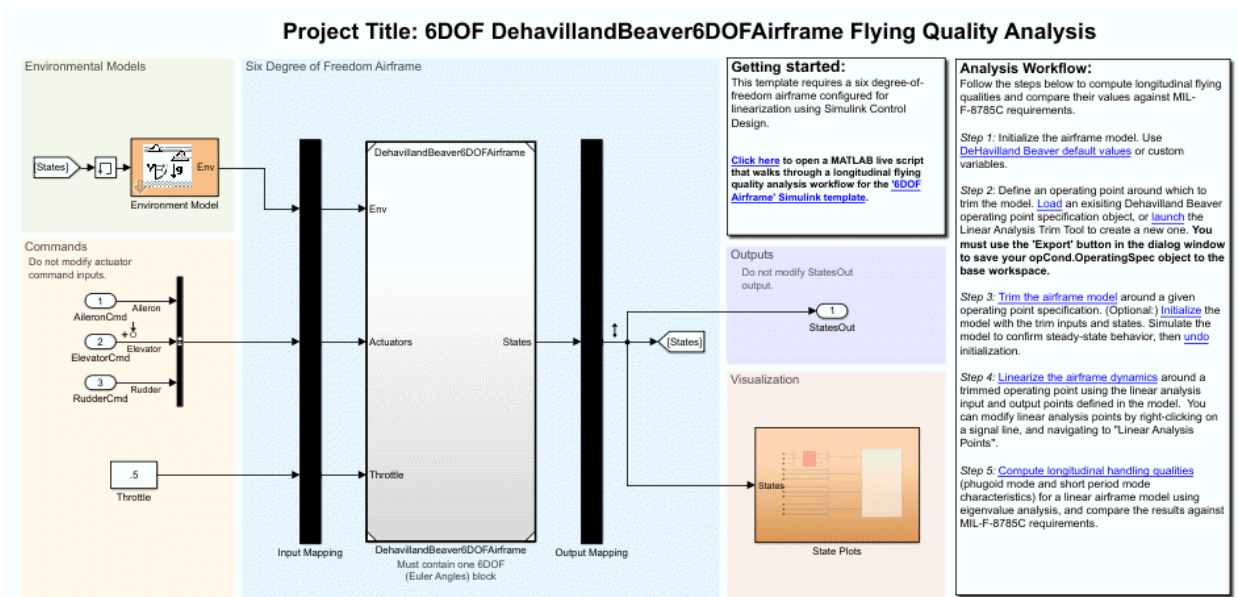 Project Title: 6DOF DehavillandBeaver6DOFAirframe Flying Quality Analysis
Environmental Models
States]
Env
Environment Model
Commands
Do not modify actuator
command inputs.
1
Aileron
AileronCmd
2
Elevator
ElevatorCmd
3
Rudder
RudderCmd
.5
Throttle
Six Degree of Freedom Airframe
DehavillandBeaver6DOFAirframe
Env
Actuators
States
Throttle
Input Mapping
DehavillandBeaver6DOFAirframe
Must contain one 6DOF
(Euler Angles) block
Output Mapping
[States]
Getting started:
This template requires a six degree-of-
freedom airframe configured for
linearization using Simulink Control
Design.
Click here to open a MATLAB live script
that walks through a longitudinal flying
quality analysis workflow for the '6DOF
Airframe' Simulink template.
Outputs
Do not modify StatesOut
output.
1
StatesOut
Visualization
States
State Plots
Analysis Workflow:
Follow the steps below to compute longitudinal flying
qualities and compare their values against MIL-
F-8785C requirements.
Step 1: Initialize the airframe model. Use
DeHavilland Beaver default values or custom
variables.
Step 2: Define an operating point around which to
trim the model. Load an exisiting Dehavilland Beaver
operating point specification object, or launch the
Linear Analysis Trim Tool to create a new one. You
must use the 'Export' button in the dialog window
to save your opCond.OperatingSpec object to the
base workspace.
Step 3: Trim the airframe model around a given
operating point specification. (Optional:) Initialize the
model with the trim inputs and states. Simulate the
model to confirm steady-state behavior, then undo
initialization.
Step 4: Linearize the airframe dynamics around a
trimmed operating point using the linear analysis
input and output points defined in the model. You
can modify linear analysis points by right-clicking on
a signal line, and navigating to "Linear Analysis
Points".
Step 5: Compute longitudinal handling qualities
(phugoid mode and short period mode
characteristics) for a linear airframe model using
eigenvalue analysis, and compare the results against
MIL-F-8785C requirements.